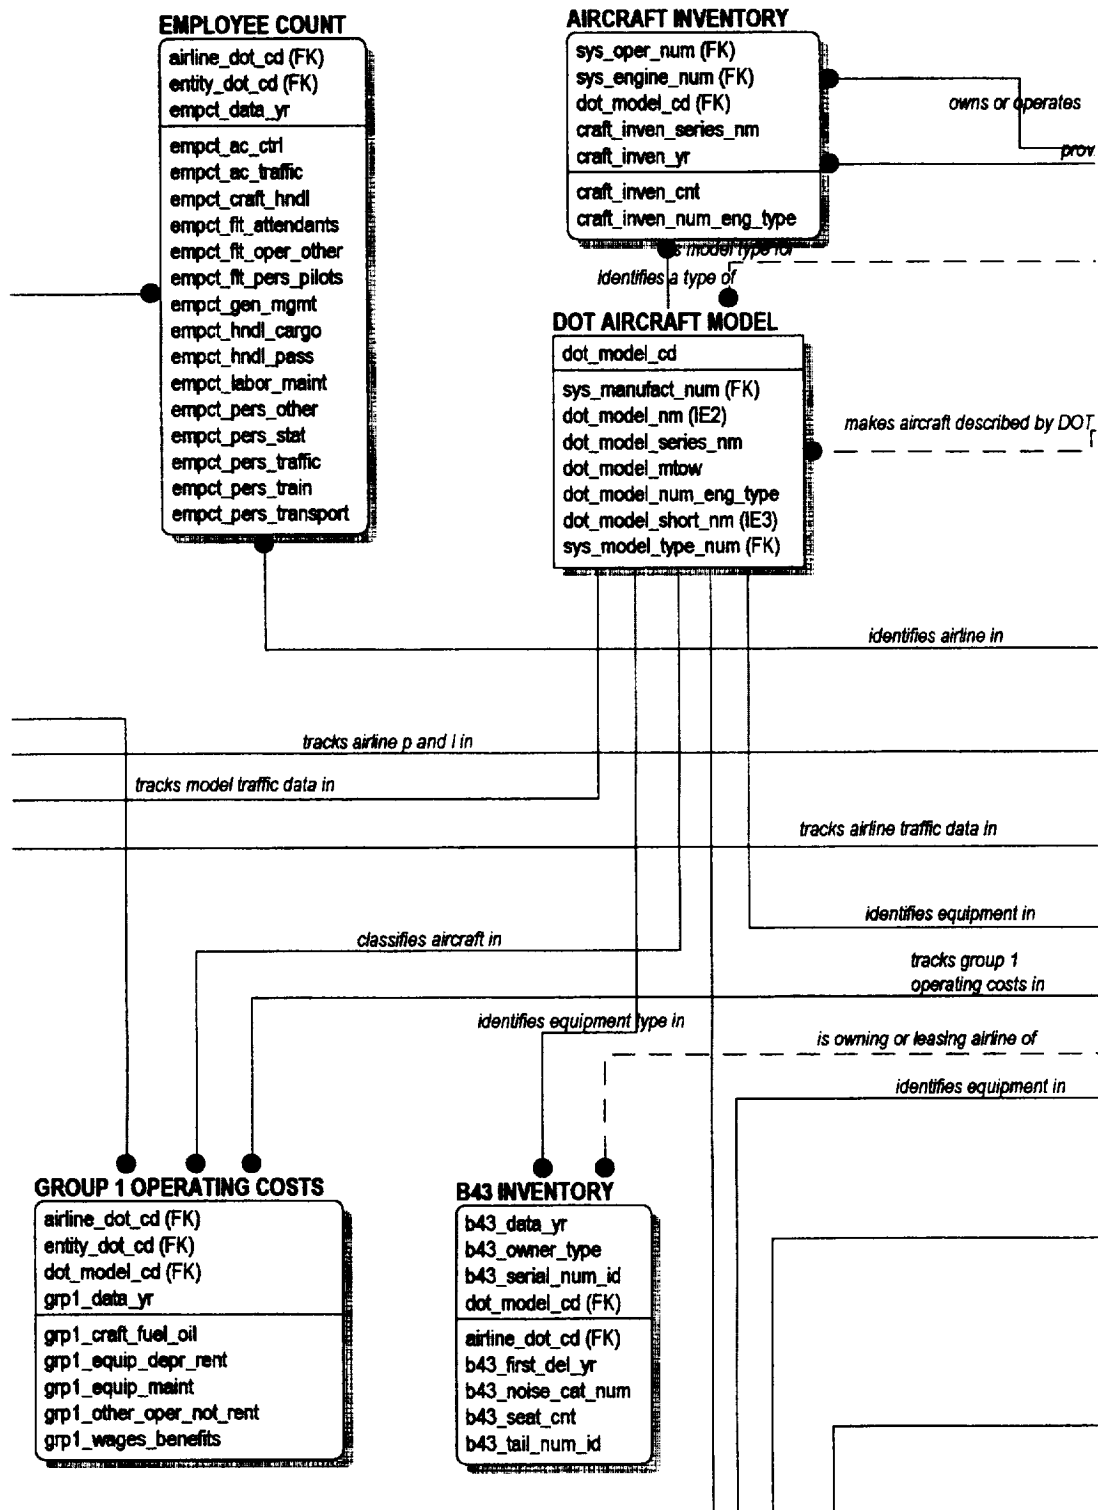 EMPLOYEE COUNT
airline_dot_cd (FK)
entity_dot_cd (FK)
empct_data_yr
empct_ac_ctrl
empct_ac_traffic
empct_craft_hndl
empct_flt_attendants
empct_flt_oper_other
empct_flt_pers_pilots
empct_gen_mgmt
empct_hndl_cargo
empct_hndl_pass
empct_labor_maint
empct_pers_other
empct_pers_stat
empct_pers_traffic
empct_pers_train
empct_pers_transport
AIRCRAFT INVENTORY
sys_oper_num (FK)
sys_engine_num (FK)
dot_model_cd (FK)
craft_inven_series_nm
craft_inven_yr
craft_inven_cnt
craft_inven_num_eng_type
owns or operates
prov
s model type for
identifies a type of
DOT AIRCRAFT MODEL
dot_model_cd
sys_manufact_num (FK)
dot_model_nm (IE2)
dot_model_series_nm
dot_model_mtow
dot_model_num_eng_type
dot_model_short_nm (IE3)
sys_model_type_num (FK)
makes aircraft described by DOT
identifies airline in
tracks airline p and l in
tracks model traffic data in
tracks airline traffic data in
identifies equipment in
classifies aircraft in
tracks group 1
operating costs in
identifies equipment type in
is owning or leasing airline of
identifies equipment in
GROUP 1 OPERATING COSTS
airline_dot_cd (FK)
entity_dot_cd (FK)
dot_model_cd (FK)
grp1_data_yr
grp1_craft_fuel_oil
grp1_equip_depr_rent
grp1_equip_maint
grp1_other_oper_not_rent
grp1_wages_benefits
B43 INVENTORY
b43_data_yr
b43_owner_type
b43_serial_num_id
dot_model_cd (FK)
airline_dot_cd (FK)
b43_first_del_yr
b43_noise_cat_num
b43_seat_cnt
b43_tail_num_id